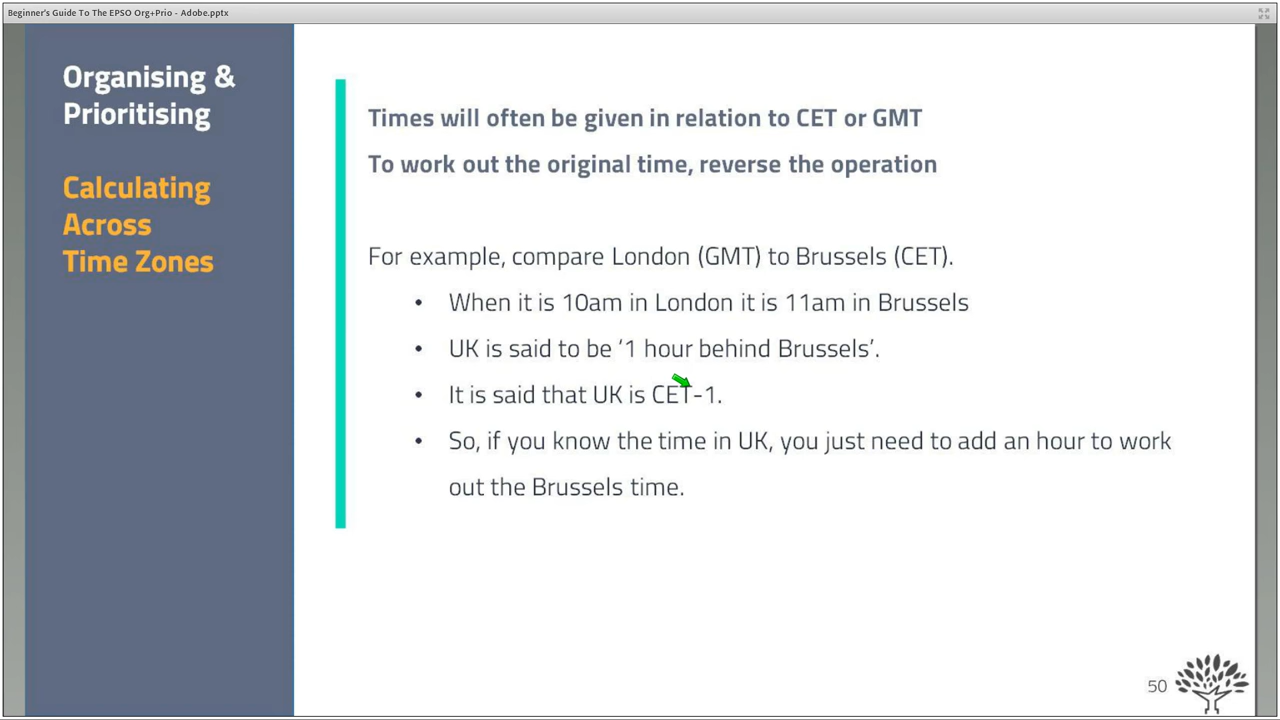 Beginner's Guide To The EPSO Org+Prio - Adobe.pptx
Organising &
Prioritising
Calculating
Across
Time Zones
Times will often be given in relation to CET or GMT
To work out the original time, reverse the operation
For example, compare London (GMT) to Brussels (CET).
• When it is 10am in London it is 11am in Brussels
• UK is said to be ‘1 hour behind Brussels’.
• It is said that UK is CET-1.
• So, if you know the time in UK, you just need to add an hour to work
out the Brussels time.
50